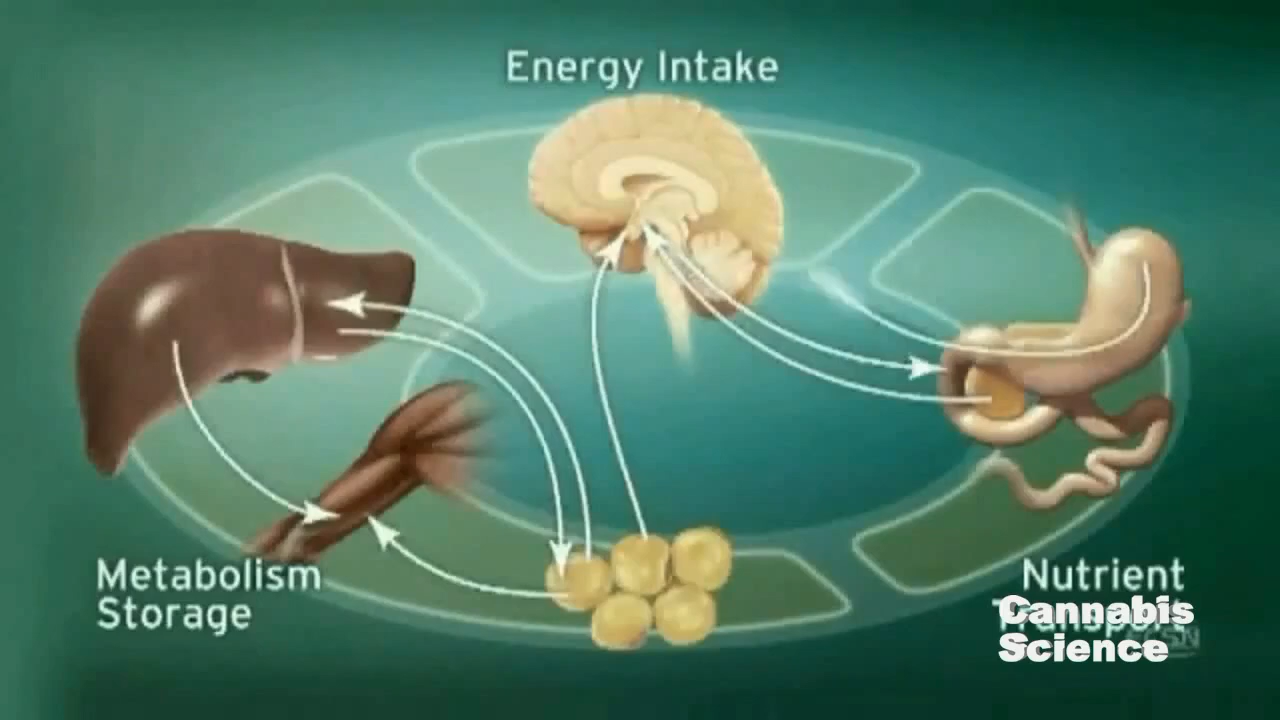 Energy Intake
Metabolism
Storage
Nutrient
Cannabis
Science